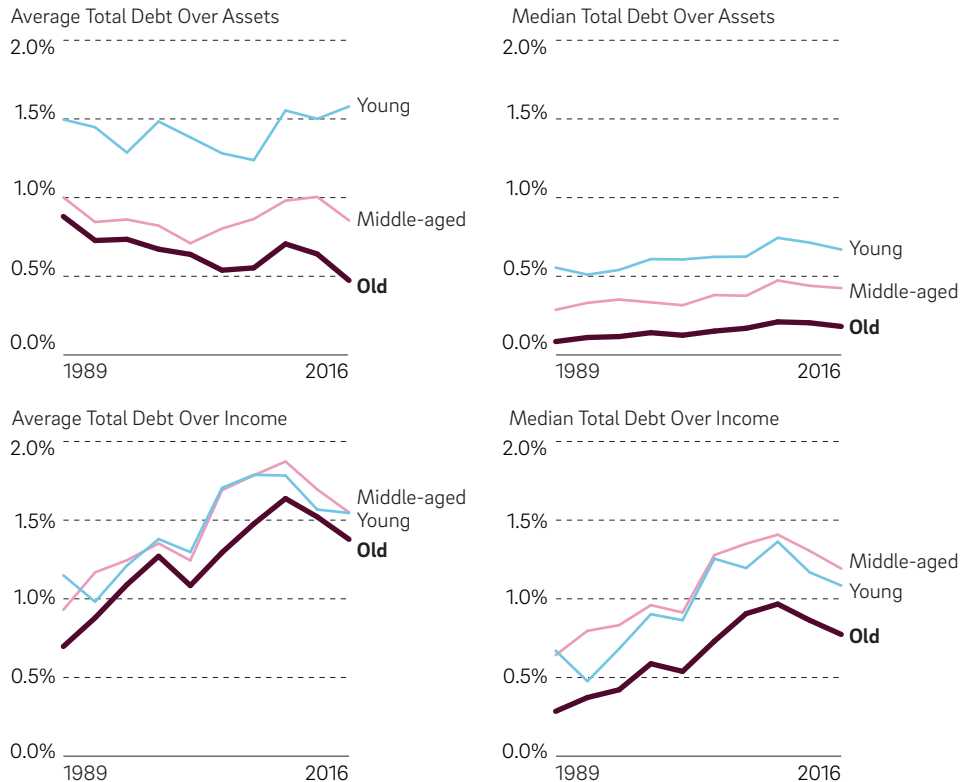 Average Total Debt Over Assets
2.0%
1.5%
1.0%
0.5%
0.0%
Young
Middle-aged
Old
1989 2016
Median Total Debt Over Assets
2.0%
1.5%
1.0%
0.5%
0.0%
Young
Middle-aged
Old
1989 2016
Average Total Debt Over Income
2.0%
1.5%
1.0%
0.5%
0.0%
Middle-aged
Young
Old
1989 2016
Median Total Debt Over Income
2.0%
1.5%
1.0%
0.5%
0.0%
Middle-aged
Young
Old
1989 2016